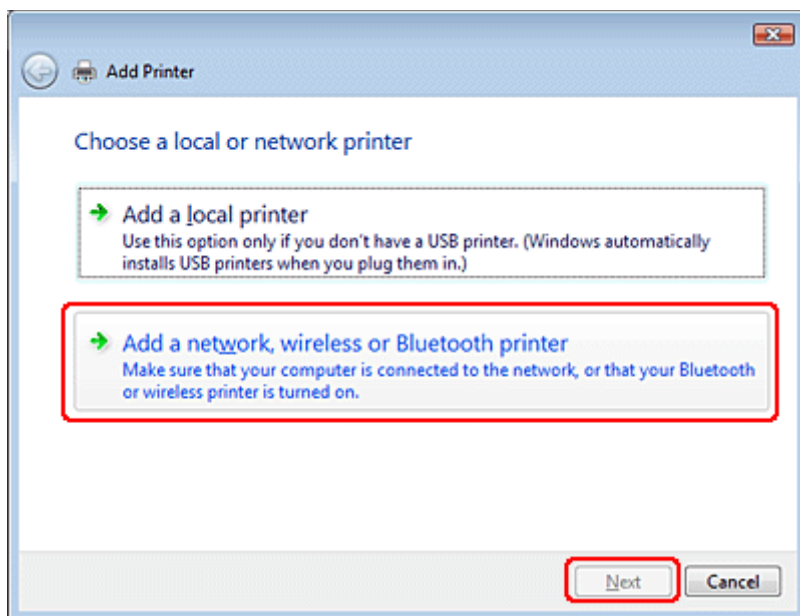 Add Printer
Choose a local or network printer
Add a local printer
Use this option only if you don't have a USB printer. (Windows automatically
installs USB printers when you plug them in.)
Add a network, wireless or Bluetooth printer
Make sure that your computer is connected to the network, or that your Bluetooth
or wireless printer is turned on.
Next
Cancel